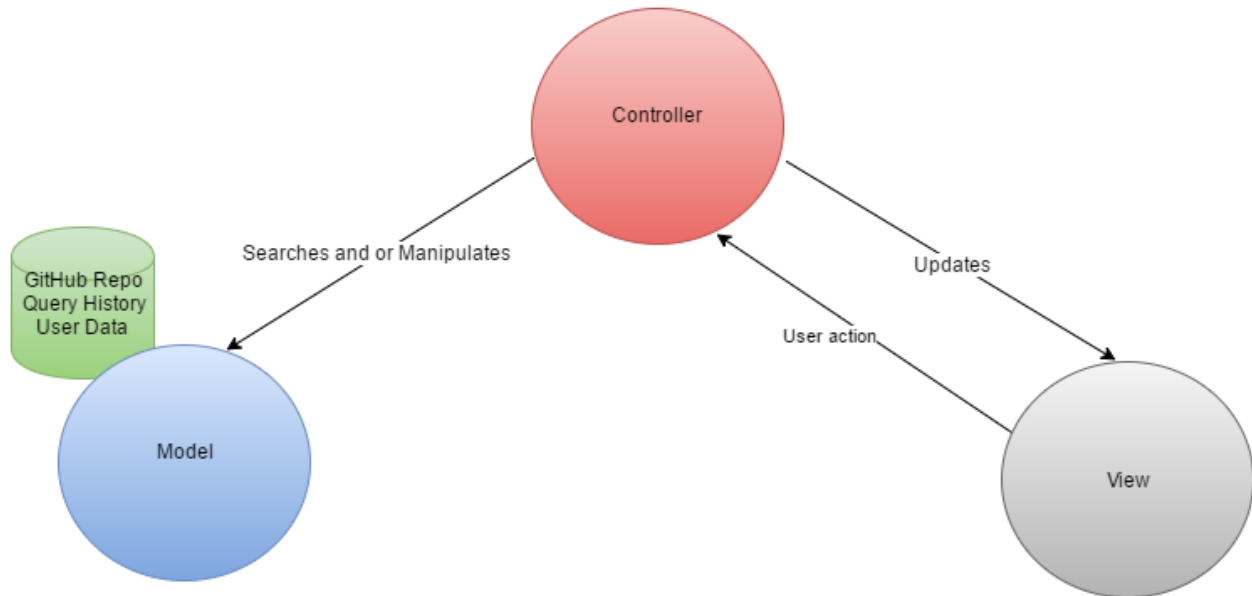 Controller
Searches and or Manipulates
Updates
GitHub Repo
Query History
User Data
User action
Model
View